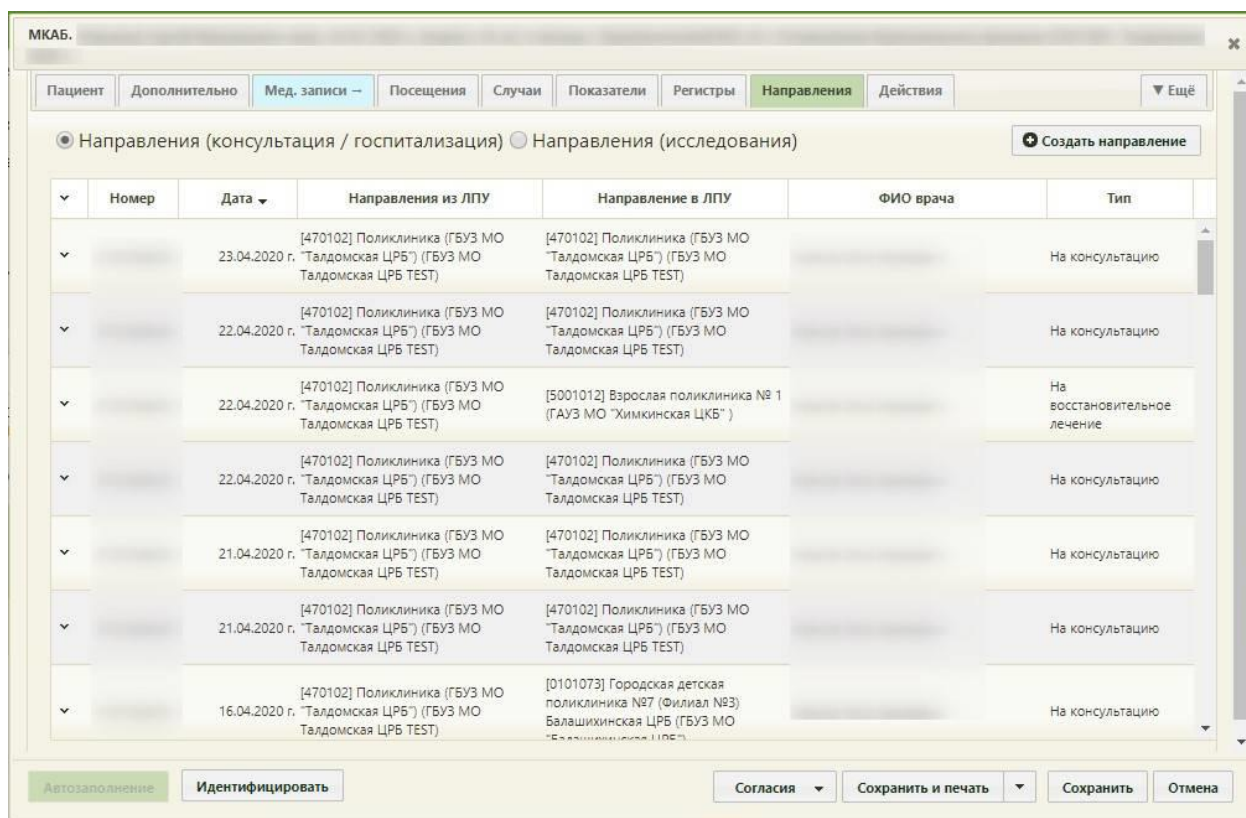 МКАБ.
Пациент Дополнительно Мед. записи → Посещения Случаи Показатели Регистры Направления Действия ▼ Ещё
Направления (консультация / госпитализация) Направления (исследования) Создать направление
Номер Дата Направления из ЛПУ Направление в ЛПУ ФИО врача Тип
[470102] Поликлиника (ГБУЗ МО [470102] Поликлиника (ГБУЗ МО
23.04.2020 г. "Талдомская ЦРБ") (ГБУЗ МО "Талдомская ЦРБ") (ГБУЗ МО На консультацию
Талдомская ЦРБ TEST) Талдомская ЦРБ TEST)
[470102] Поликлиника (ГБУЗ МО [470102] Поликлиника (ГБУЗ МО
22.04.2020 г. "Талдомская ЦРБ") (ГБУЗ МО "Талдомская ЦРБ") (ГБУЗ МО На консультацию
Талдомская ЦРБ TEST) Талдомская ЦРБ TEST)
[470102] Поликлиника (ГБУЗ МО [5001012] Взрослая поликлиника № 1 На
22.04.2020 г. "Талдомская ЦРБ") (ГБУЗ МО (ГАУЗ МО "Химкинская ЦКБ" ) восстановительное
Талдомская ЦРБ TEST) лечение
[470102] Поликлиника (ГБУЗ МО [470102] Поликлиника (ГБУЗ МО
22.04.2020 г. "Талдомская ЦРБ") (ГБУЗ МО "Талдомская ЦРБ") (ГБУЗ МО На консультацию
Талдомская ЦРБ TEST) Талдомская ЦРБ TEST)
[470102] Поликлиника (ГБУЗ МО [470102] Поликлиника (ГБУЗ МО
21.04.2020 г. "Талдомская ЦРБ") (ГБУЗ МО "Талдомская ЦРБ") (ГБУЗ МО На консультацию
Талдомская ЦРБ TEST) Талдомская ЦРБ TEST)
[470102] Поликлиника (ГБУЗ МО [470102] Поликлиника (ГБУЗ МО
21.04.2020 г. "Талдомская ЦРБ") (ГБУЗ МО "Талдомская ЦРБ") (ГБУЗ МО На консультацию
Талдомская ЦРБ TEST) Талдомская ЦРБ TEST)
[0101073] Городская детская
[470102] Поликлиника (ГБУЗ МО поликлиника №7 (Филиал №3)
16.04.2020 г. "Талдомская ЦРБ") (ГБУЗ МО Балашихинская ЦРБ (ГБУЗ МО На консультацию
Талдомская ЦРБ TEST) "Балашихинская ЦРБ")
Автозаполнение Идентифицировать Согласия Сохранить и печать Сохранить Отмена